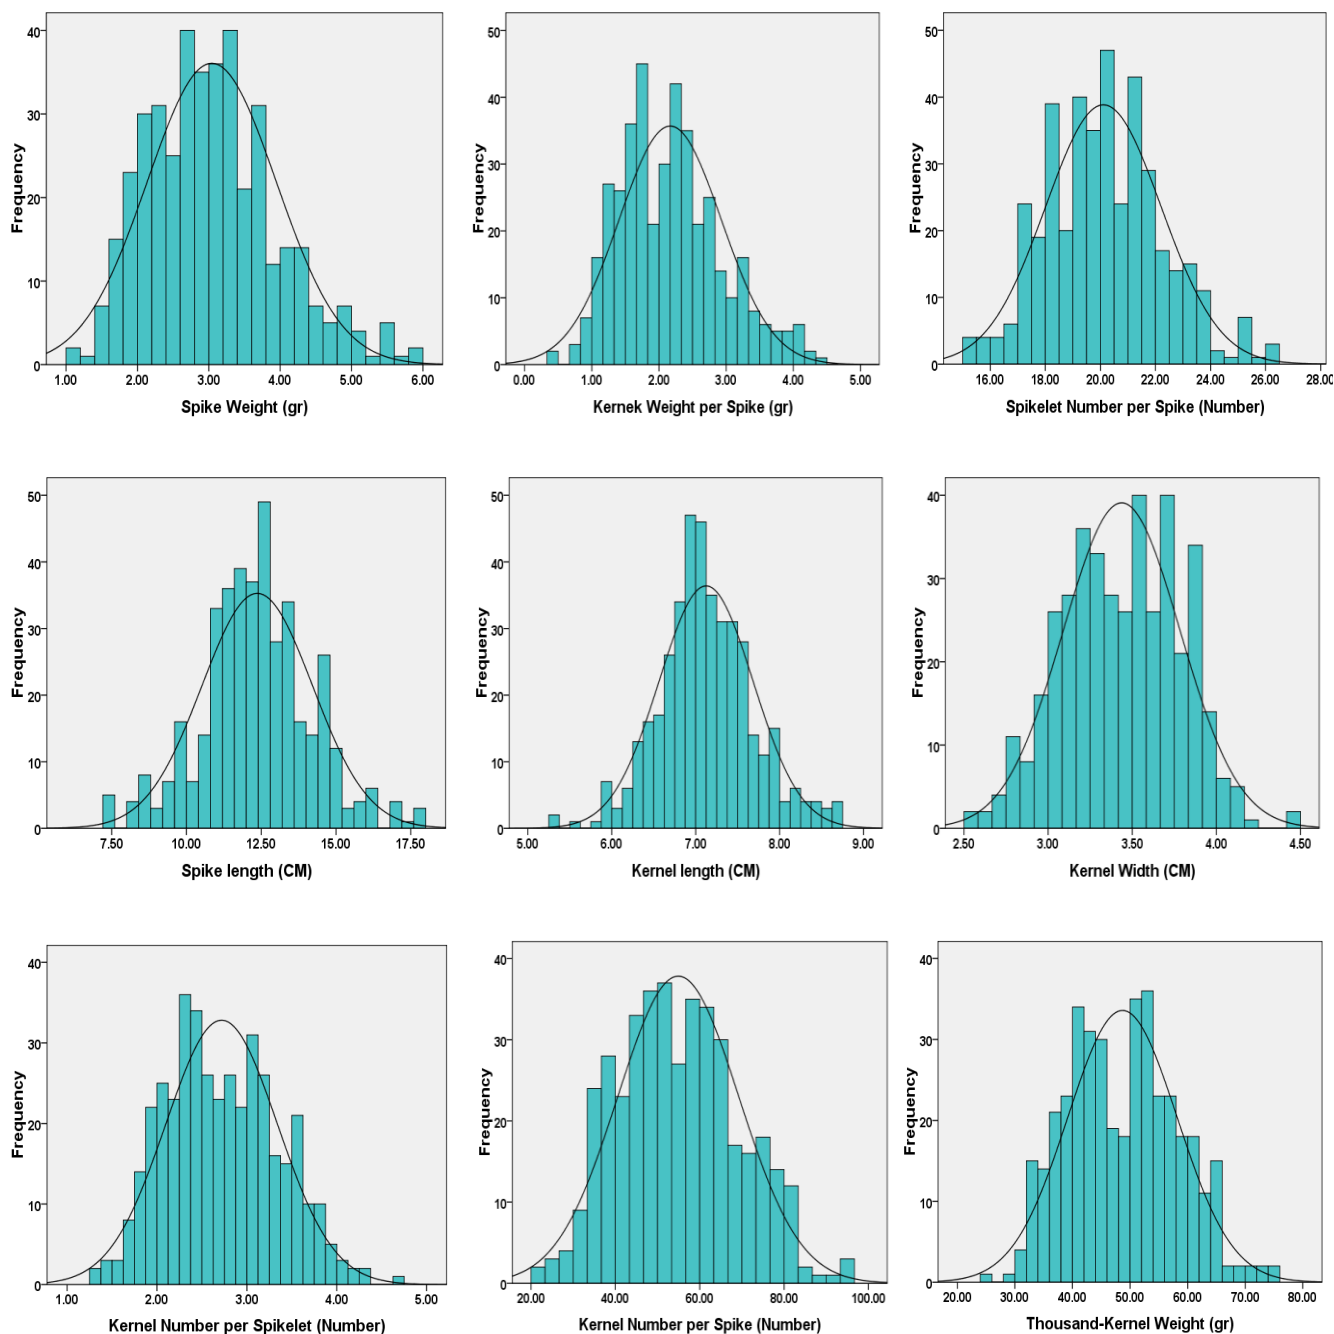 40
30
20
10
0
Frequency
1.00 2.00 3.00 4.00 5.00 6.00
Spike Weight (gr)
50
40
30
20
10
0
Frequency
0.00 1.00 2.00 3.00 4.00 5.00
Kernek Weight per Spike (gr)
50
40
30
20
10
0
Frequency
16.00 18.00 20.00 22.00 24.00 26.00 28.00
Spikelet Number per Spike (Number)
50
40
30
20
10
0
Frequency
7.50 10.00 12.50 15.00 17.50
Spike length (CM)
50
40
30
20
10
0
Frequency
5.00 6.00 7.00 8.00 9.00
Kernel length (CM)
40
30
20
10
0
Frequency
2.50 3.00 3.50 4.00 4.50
Kernel Width (CM)
40
30
20
10
0
Frequency
1.00 2.00 3.00 4.00 5.00
Kernel Number per Spikelet (Number)
40
30
20
10
0
Frequency
20.00 40.00 60.00 80.00 100.00
Kernel Number per Spike (Number)
40
30
20
10
0
Frequency
20.00 30.00 40.00 50.00 60.00 70.00 80.00
Thousand-Kernel Weight (gr)